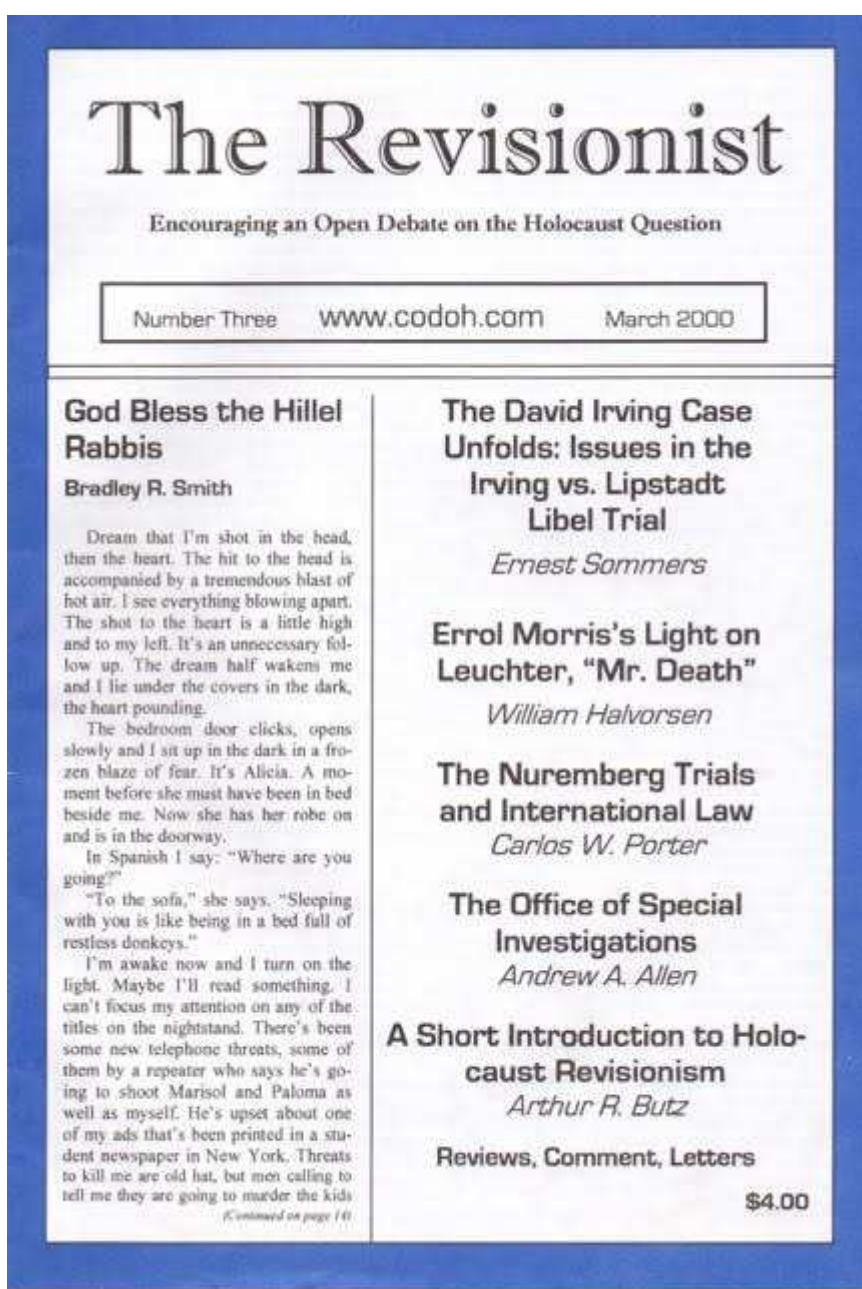 The Revisionist
Encouraging an Open Debate on the Holocaust Question
Number Three www.codoh.com March 2000
God Bless the Hillel
Rabbis
Bradley R. Smith
Dream that I'm shot in the head,
then the heart. The hit to the head is
accompanied by a tremendous blast of
hot air. I see everything blowing apart.
The shot to the heart is a little high
and to my left. It's an unnecessary fol-
low up. The dream half wakens me
and I lie under the covers in the dark,
the heart pounding.
The bedroom door clicks, opens
slowly and I sit up in the dark in a fro-
zen blaze of fear. It's Alicia. A mo-
ment before she must have been in bed
beside me. Now she has her robe on
and is in the doorway.
In Spanish I say: "Where are you
going?"
"To the sofa," she says. "Sleeping
with you is like being in a bed full of
restless donkeys."
I'm awake now and I turn on the
light. Maybe I'll read something. I
can't focus my attention on any of the
titles on the nightstand. There's been
some new telephone threats, some of
them by a repeater who says he's go-
ing to shoot Marisol and Paloma as
well as myself. He's upset about one
of my ads that's been printed in a stu-
dent newspaper in New York. Threats
to kill me are old hat, but men calling to
tell me they are going to murder the kids
(Continued on page 14)
The David Irving Case
Unfolds: Issues in the
Irving vs. Lipstadt
Libel Trial
Ernest Sommers
Errol Morris's Light on
Leuchter, "Mr. Death"
William Halvorsen
The Nuremberg Trials
and International Law
Carlos W. Porter
The Office of Special
Investigations
Andrew A. Allen
A Short Introduction to Holo-
caust Revisionism
Arthur R. Butz
Reviews, Comment, Letters
$4.00